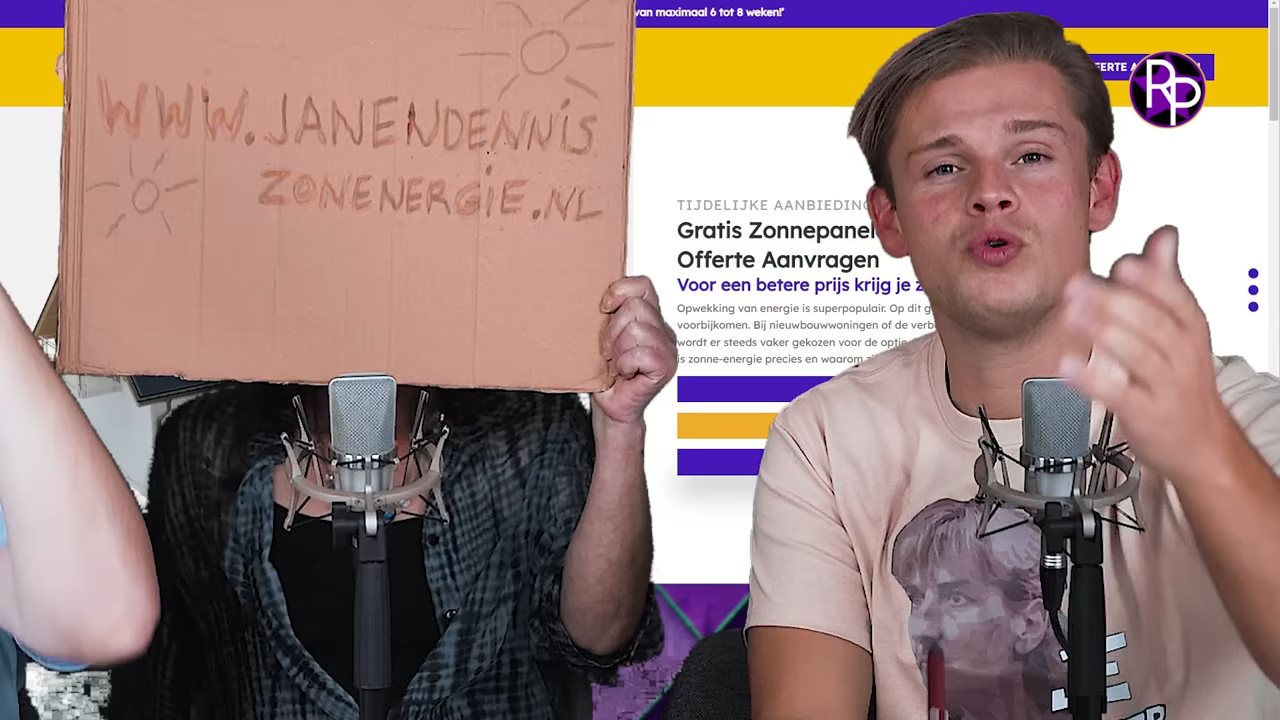 van maximaal 6 tot 8 weken!*
WWW.JANENDENNIS
ZONENERGIE.NL
FERTE A
RP
TIJDELIJKE AANBIEDING
Gratis Zonnepanel
Offerte Aanvragen
Voor een betere prijs krijg je z
Opwekking van energie is superpopulair. Op dit g
voorbijkomen. Bij nieuwbouwwoningen of de verb
wordt er steeds vaker gekozen voor de optie
is zonne-energie precies en waarom